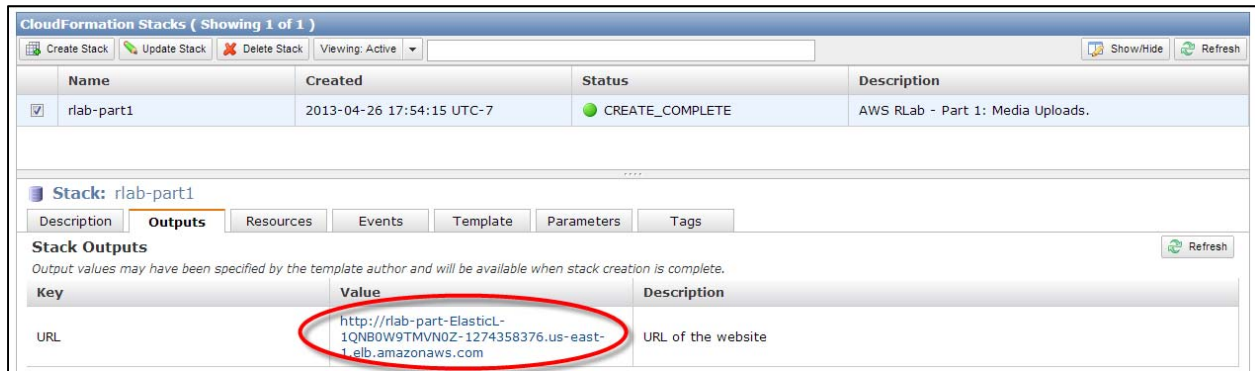 CloudFormation Stacks ( Showing 1 of 1 )
Create Stack Update Stack Delete Stack Viewing: Active Show/Hide Refresh
Name Created Status Description
rlab-part1 2013-04-26 17:54:15 UTC-7 CREATE_COMPLETE AWS RLab - Part 1: Media Uploads.
Stack: rlab-part1
Description Outputs Resources Events Template Parameters Tags
Stack Outputs Refresh
Output values may have been specified by the template author and will be available when stack creation is complete.
Key Value Description
URL http://rlab-part-ElasticL-
1QNB0W9TMVN0Z-1274358376.us-east-
1.elb.amazonaws.com URL of the website